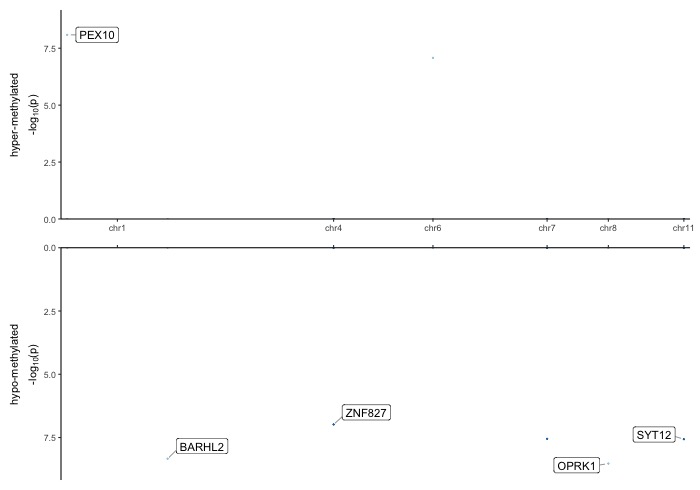 PEX10
7.5
5.0
2.5
0.0
hyper-methylated
-log10(p)
chr1 chr4 chr6 chr7 chr8 chr11
0.0
2.5
5.0
7.5
hypo-methylated
-log10(p)
ZNF827
BARHL2
SYT12
OPRK1